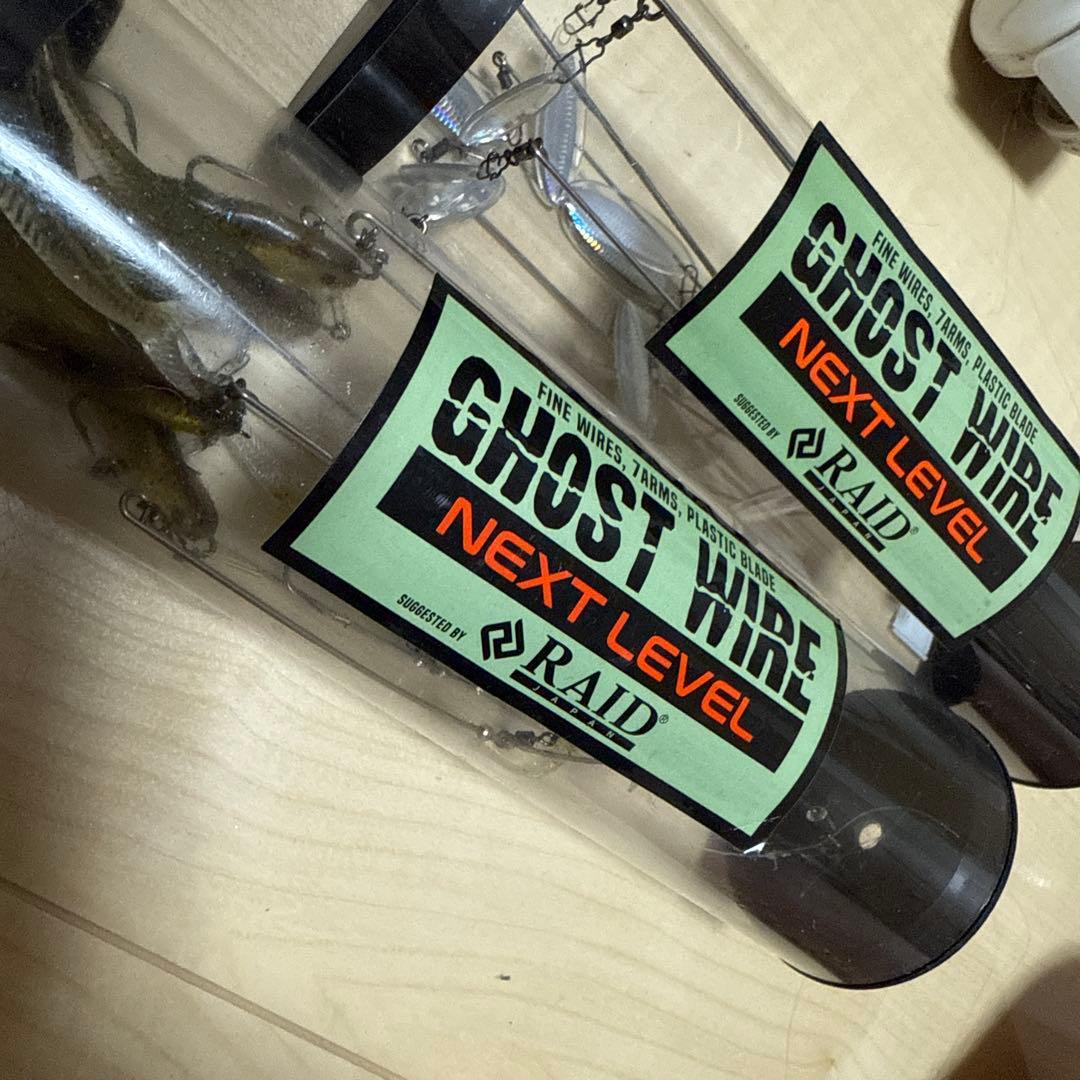 FINE WIRES, 7ARMS, PLASTIC BLADE
GHOST WIRE
NEXT LEVEL
SUGGESTED BY
RAID®
JAPAN
FINE WIRES, 7ARMS, PLASTIC BLADE
GHOST WIRE
NEXT LEVEL
SUGGESTED BY
RAID®
JAPAN